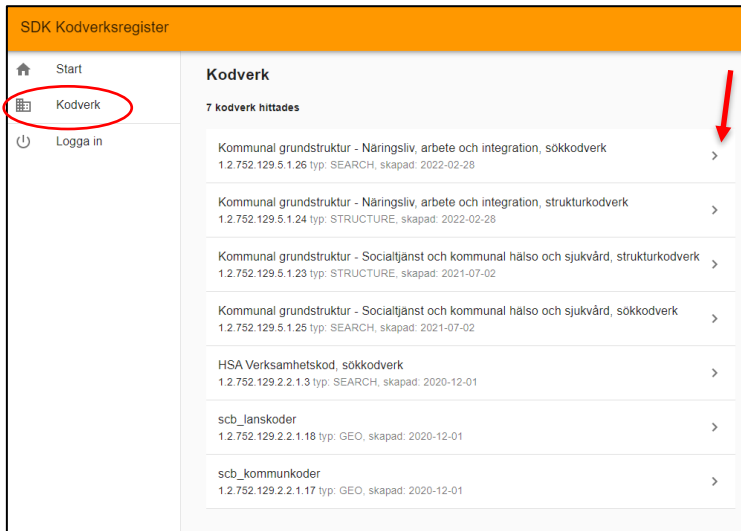 SDK Kodverksregister
Start
Kodverk
Logga in
Kodverk
7 kodverk hittades
Kommunal grundstruktur - Näringsliv, arbete och integration, sökkodverk
1.2.752.129.5.1.26 typ: SEARCH, skapad: 2022-02-28
Kommunal grundstruktur - Näringsliv, arbete och integration, strukturkodverk
1.2.752.129.5.1.24 typ: STRUCTURE, skapad: 2022-02-28
Kommunal grundstruktur - Socialtjänst och kommunal hälso och sjukvård, strukturkodverk
1.2.752.129.5.1.23 typ: STRUCTURE, skapad: 2021-07-02
Kommunal grundstruktur - Socialtjänst och kommunal hälso och sjukvård, sökkodverk
1.2.752.129.5.1.25 typ: SEARCH, skapad: 2021-07-02
HSA Verksamhetskod, sökkodverk
1.2.752.129.2.2.1.3 typ: SEARCH, skapad: 2020-12-01
scb_lanskoder
1.2.752.129.2.2.1.18 typ: GEO, skapad: 2020-12-01
scb_kommunkoder
1.2.752.129.2.2.1.17 typ: GEO, skapad: 2020-12-01